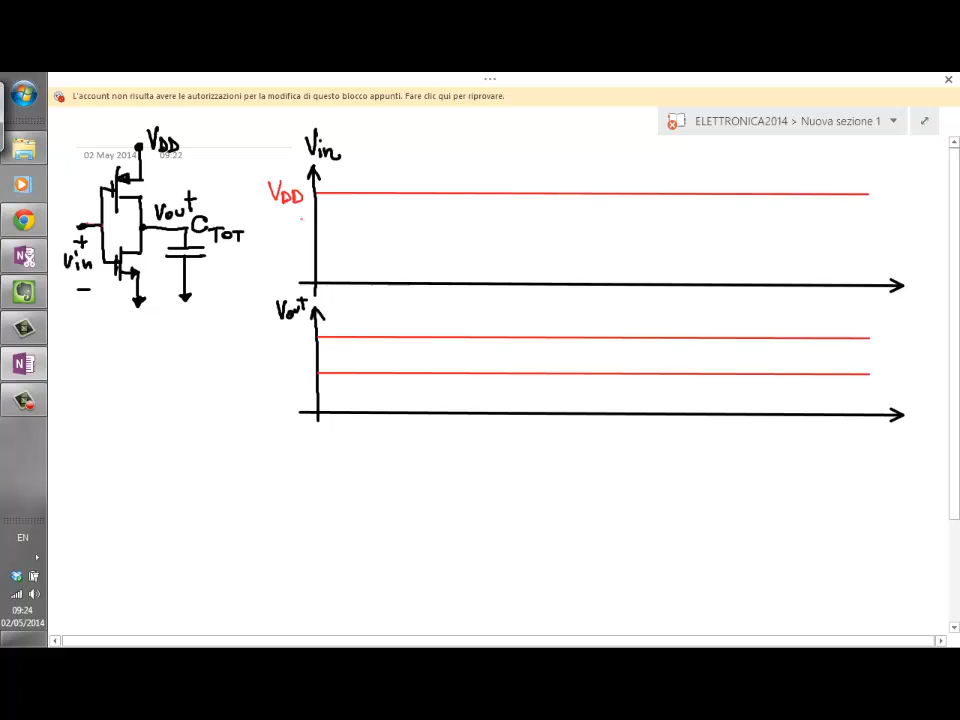 L'account non risulta avere le autorizzazioni per la modifica di questo blocco appunti. Fare clic qui per riprovare.
ELETTRONICA2014 > Nuova sezione 1
02 May 2014 09:22
VDD
Vout
CTOT
+
Vin
-
Vin
VDD
Vout
EN
09:24
02/05/2014